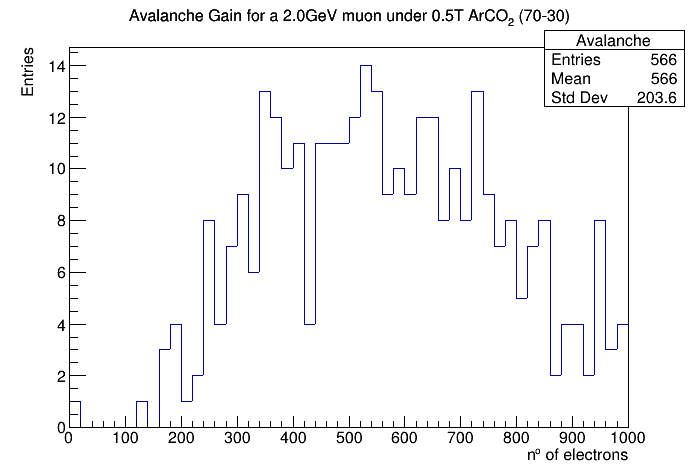 Avalanche Gain for a 2.0GeV muon under 0.5T ArCO₂ (70-30)
Avalanche
Entries 566
Mean 566
Std Dev 203.6
Entries
14
12
10
8
6
4
2
0
0 100 200 300 400 500 600 700 800 900 1000
nº of electrons